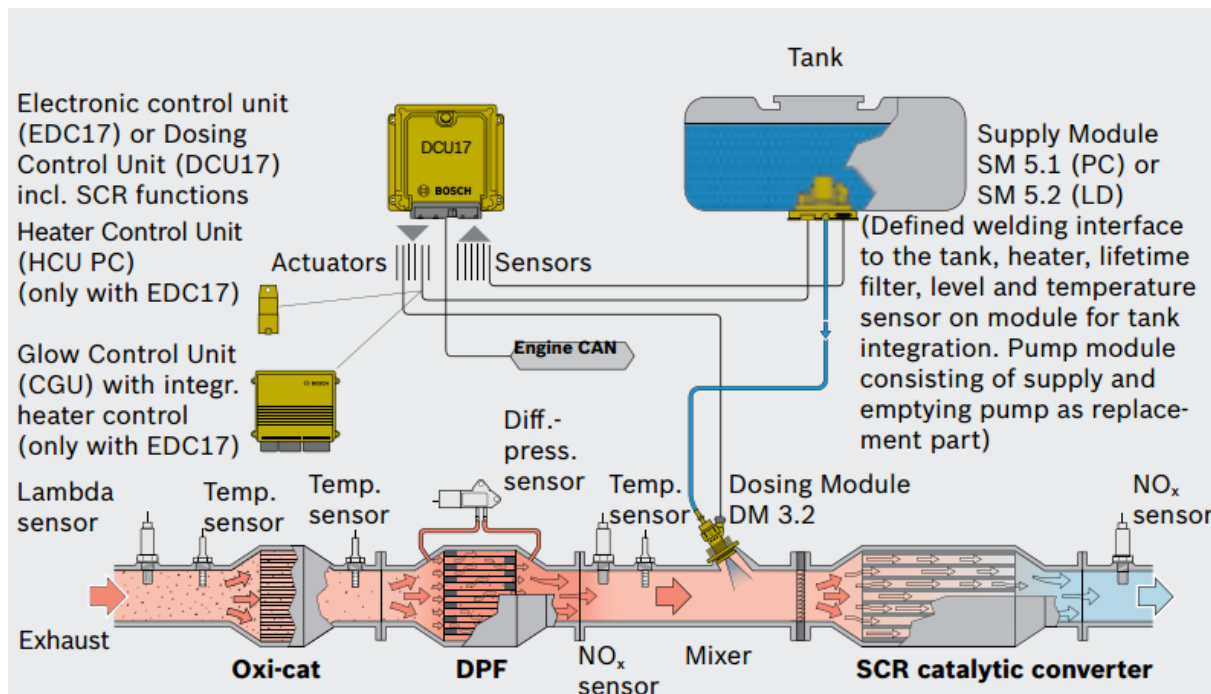 Tank
Electronic control unit
(EDC17) or Dosing
Control Unit (DCU17)
incl. SCR functions
DCU17
BOSCH
Supply Module
SM 5.1 (PC) or
SM 5.2 (LD)
(Defined welding interface
to the tank, heater, lifetime
filter, level and temperature
sensor on module for tank
integration. Pump module
consisting of supply and
emptying pump as replace-
ment part)
Heater Control Unit
(HCU PC)
(only with EDC17)
Actuators
Sensors
Engine CAN
Glow Control Unit
(CGU) with integr.
heater control
(only with EDC17)
BOSCH
Lambda
sensor
Temp.
sensor
Temp.
sensor
Diff.-
press.
sensor
Temp.
sensor
Dosing Module
DM 3.2
NOx
sensor
Exhaust
Oxi-cat
DPF
NOx
sensor
Mixer
SCR catalytic converter